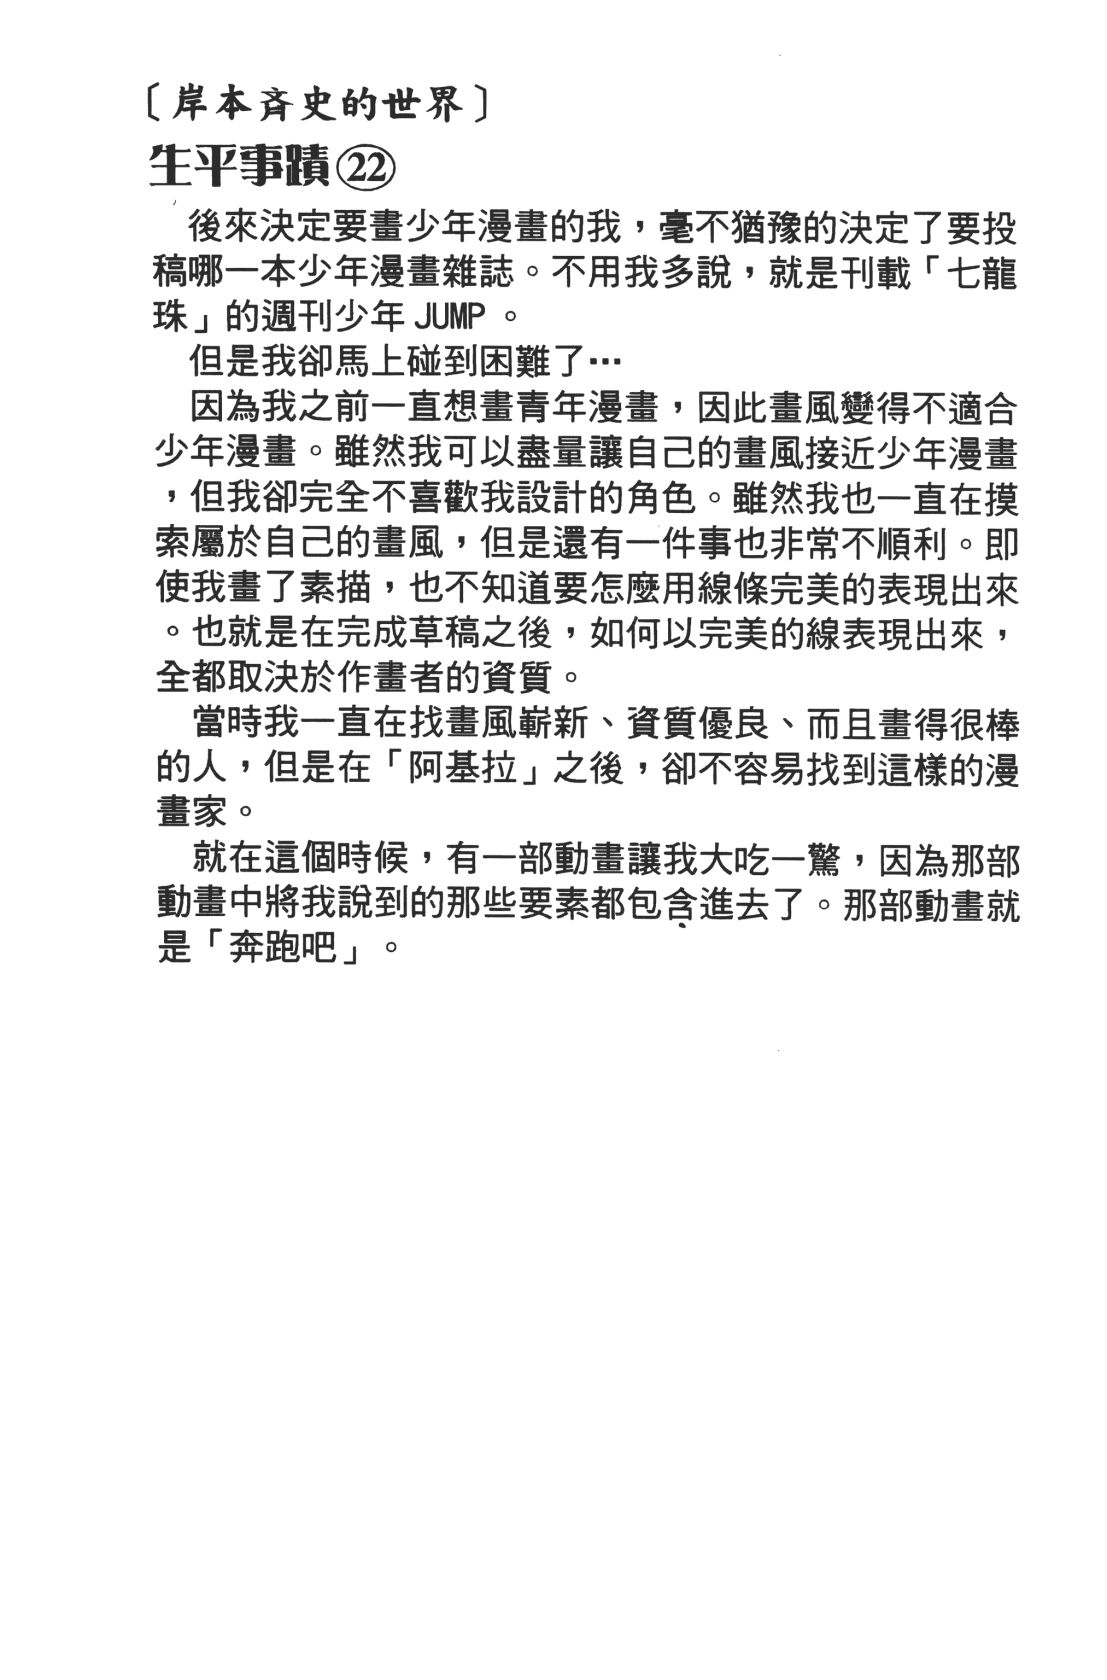 〔岸本斉史的世界〕
生平事蹟㉒
後來決定要畫少年漫畫的我，毫不猶豫的決定了要投
稿哪一本少年漫畫雜誌。不用我多說，就是刊載「七龍
珠」的週刊少年 JUMP 。
但是我卻馬上碰到困難了…
因為我之前一直想畫青年漫畫，因此畫風變得不適合
少年漫畫。雖然我可以盡量讓自己的畫風接近少年漫畫
，但我卻完全不喜歡我設計的角色。雖然我也一直在摸
索屬於自己的畫風，但是還有一件事也非常不順利。即
使我畫了素描，也不知道要怎麼用線條完美的表現出來
。也就是在完成草稿之後，如何以完美的線表現出來，
全都取決於作畫者的資質。
當時我一直在找畫風嶄新、資質優良、而且畫得很棒
的人，但是在「阿基拉」之後，卻不容易找到這樣的漫
畫家。
就在這個時候，有一部動畫讓我大吃一驚，因為那部
動畫中將我說到的那些要素都包含進去了。那部動畫就
是「奔跑吧」。